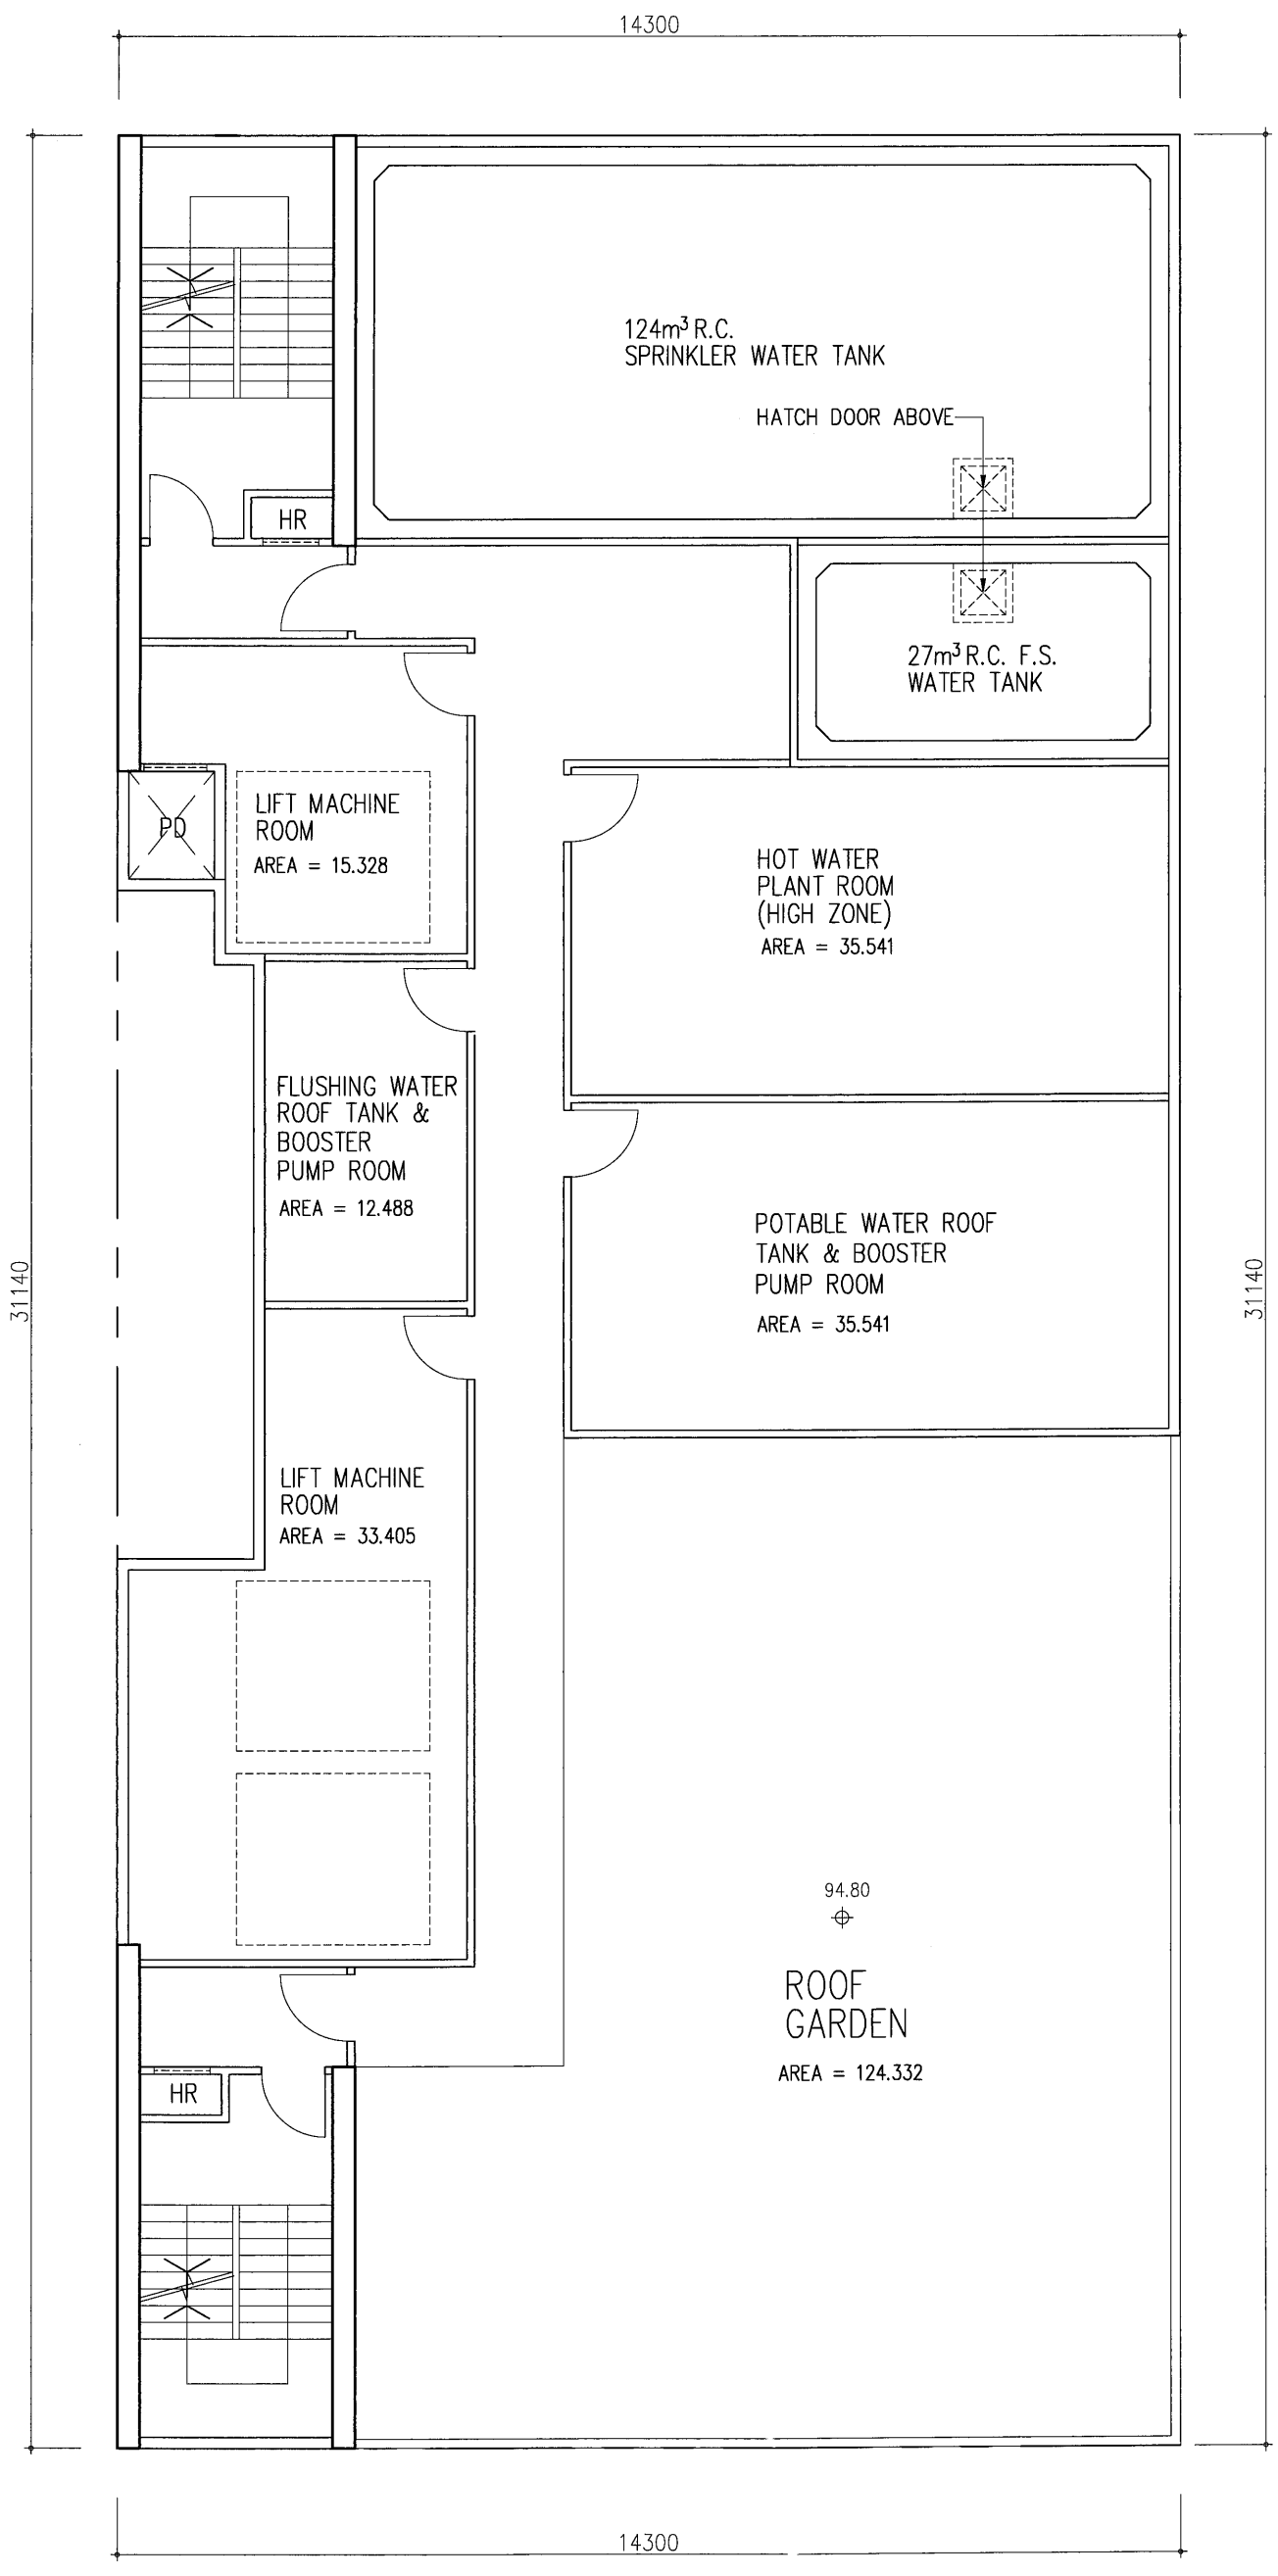 14300
124m³ R.C.
SPRINKLER WATER TANK
HATCH DOOR ABOVE
HR
27m³ R.C. F.S.
WATER TANK
LIFT MACHINE
ROOM
AREA = 15.328
PD
HOT WATER
PLANT ROOM
(HIGH ZONE)
AREA = 35.541
FLUSHING WATER
ROOF TANK &
BOOSTER
PUMP ROOM
AREA = 12.488
POTABLE WATER ROOF
TANK & BOOSTER
PUMP ROOM
AREA = 35.541
31140
31140
LIFT MACHINE
ROOM
AREA = 33.405
94.80
ROOF
GARDEN
AREA = 124.332
HR
14300